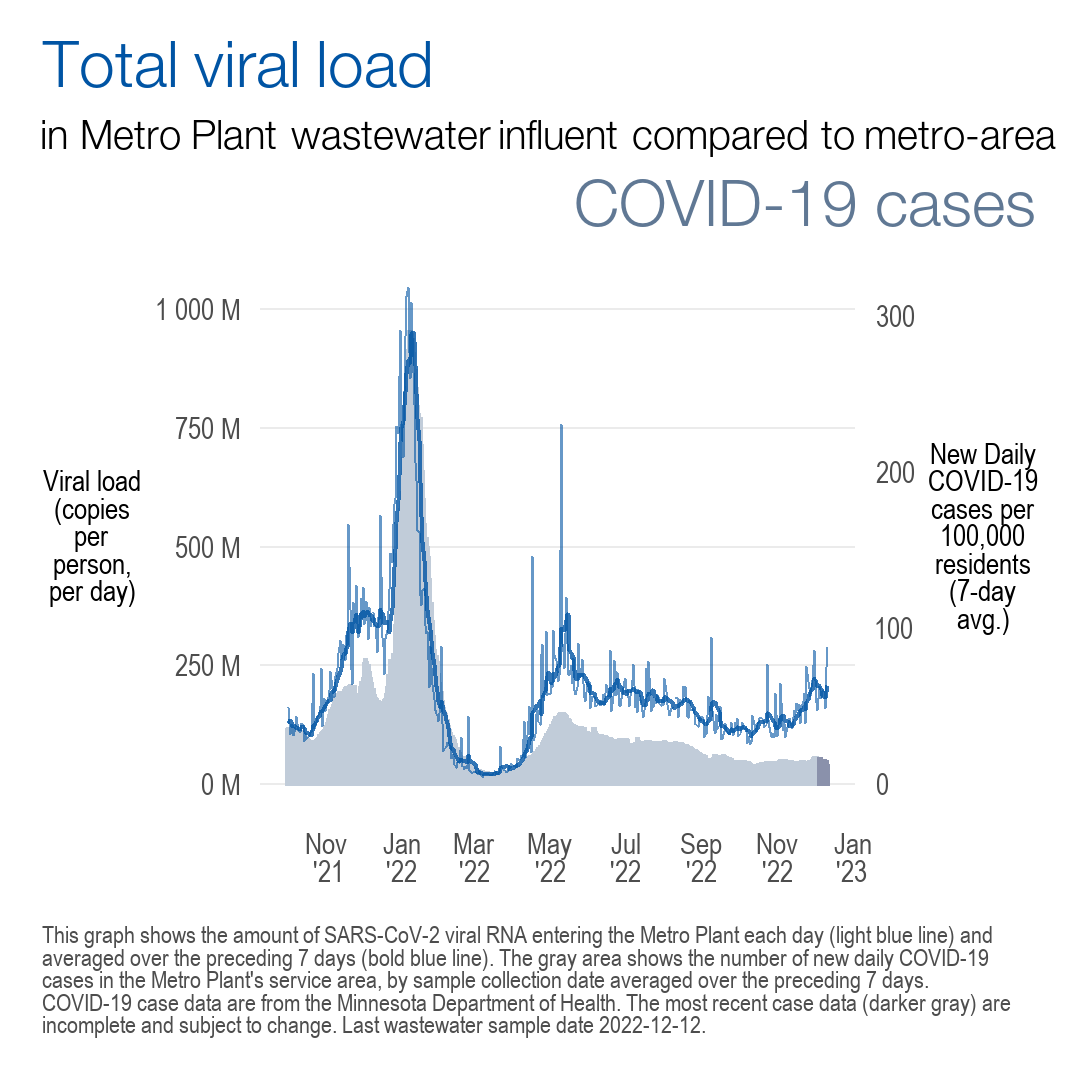 Total viral load
in Metro Plant wastewater influent compared to metro-area
COVID-19 cases
1 000 M
750 M
500 M
250 M
0 M
Viral load
(copies
per
person,
per day)
300
200
100
0
New Daily
COVID-19
cases per
100,000
residents
(7-day
avg.)
Nov
'21
Jan
'22
Mar
'22
May
'22
Jul
'22
Sep
'22
Nov
'22
Jan
'23
This graph shows the amount of SARS-CoV-2 viral RNA entering the Metro Plant each day (light blue line) and
averaged over the preceding 7 days (bold blue line). The gray area shows the number of new daily COVID-19
cases in the Metro Plant's service area, by sample collection date averaged over the preceding 7 days.
COVID-19 case data are from the Minnesota Department of Health. The most recent case data (darker gray) are
incomplete and subject to change. Last wastewater sample date 2022-12-12.